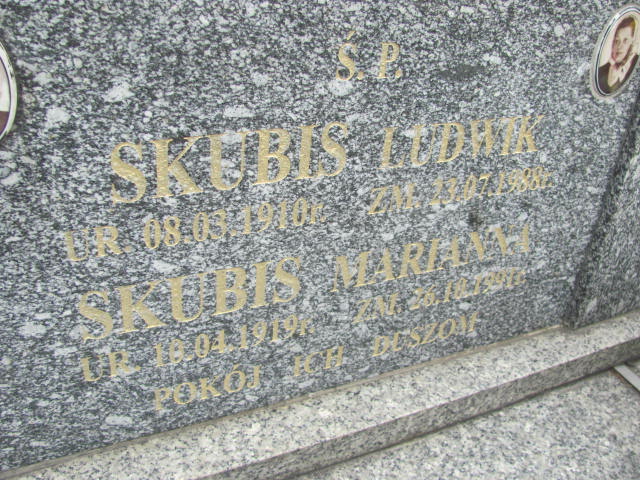 Ś. P.
SKUBIS LUDWIK
UR. 08.03.1910r. ZM. 23.07.1988r.
SKUBIS MARIANNA
UR. 10.04.1919r. ZM.
POKÓJ ICH DUSZOM